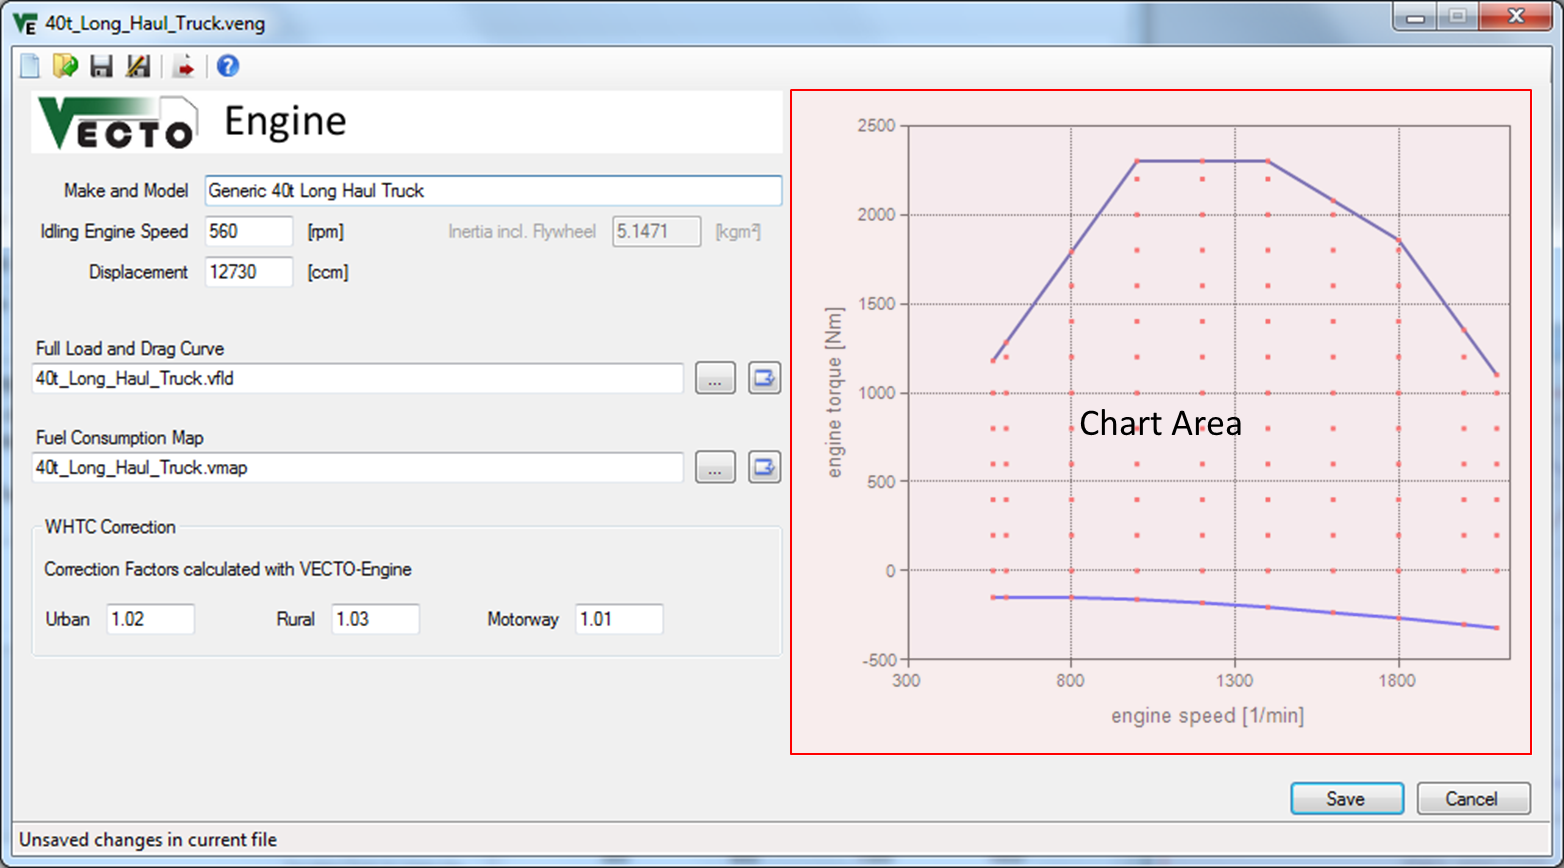 40t_Long_Haul_Truck.veng
VECTO Engine
Make and Model Generic 40t Long Haul Truck
Idling Engine Speed 560 [rpm] Inertia incl. Flywheel 5.1471 [kgm²]
Displacement 12730 [ccm]
Full Load and Drag Curve
40t_Long_Haul_Truck.vfld ...
Fuel Consumption Map
40t_Long_Haul_Truck.vmap ...
WHTC Correction
Correction Factors calculated with VECTO-Engine
Urban 1.02 Rural 1.03 Motorway 1.01
2500
2000
1500
1000
500
0
-500
engine torque [Nm]
Chart Area
300 800 1300 1800
engine speed [1/min]
Save Cancel
Unsaved changes in current file